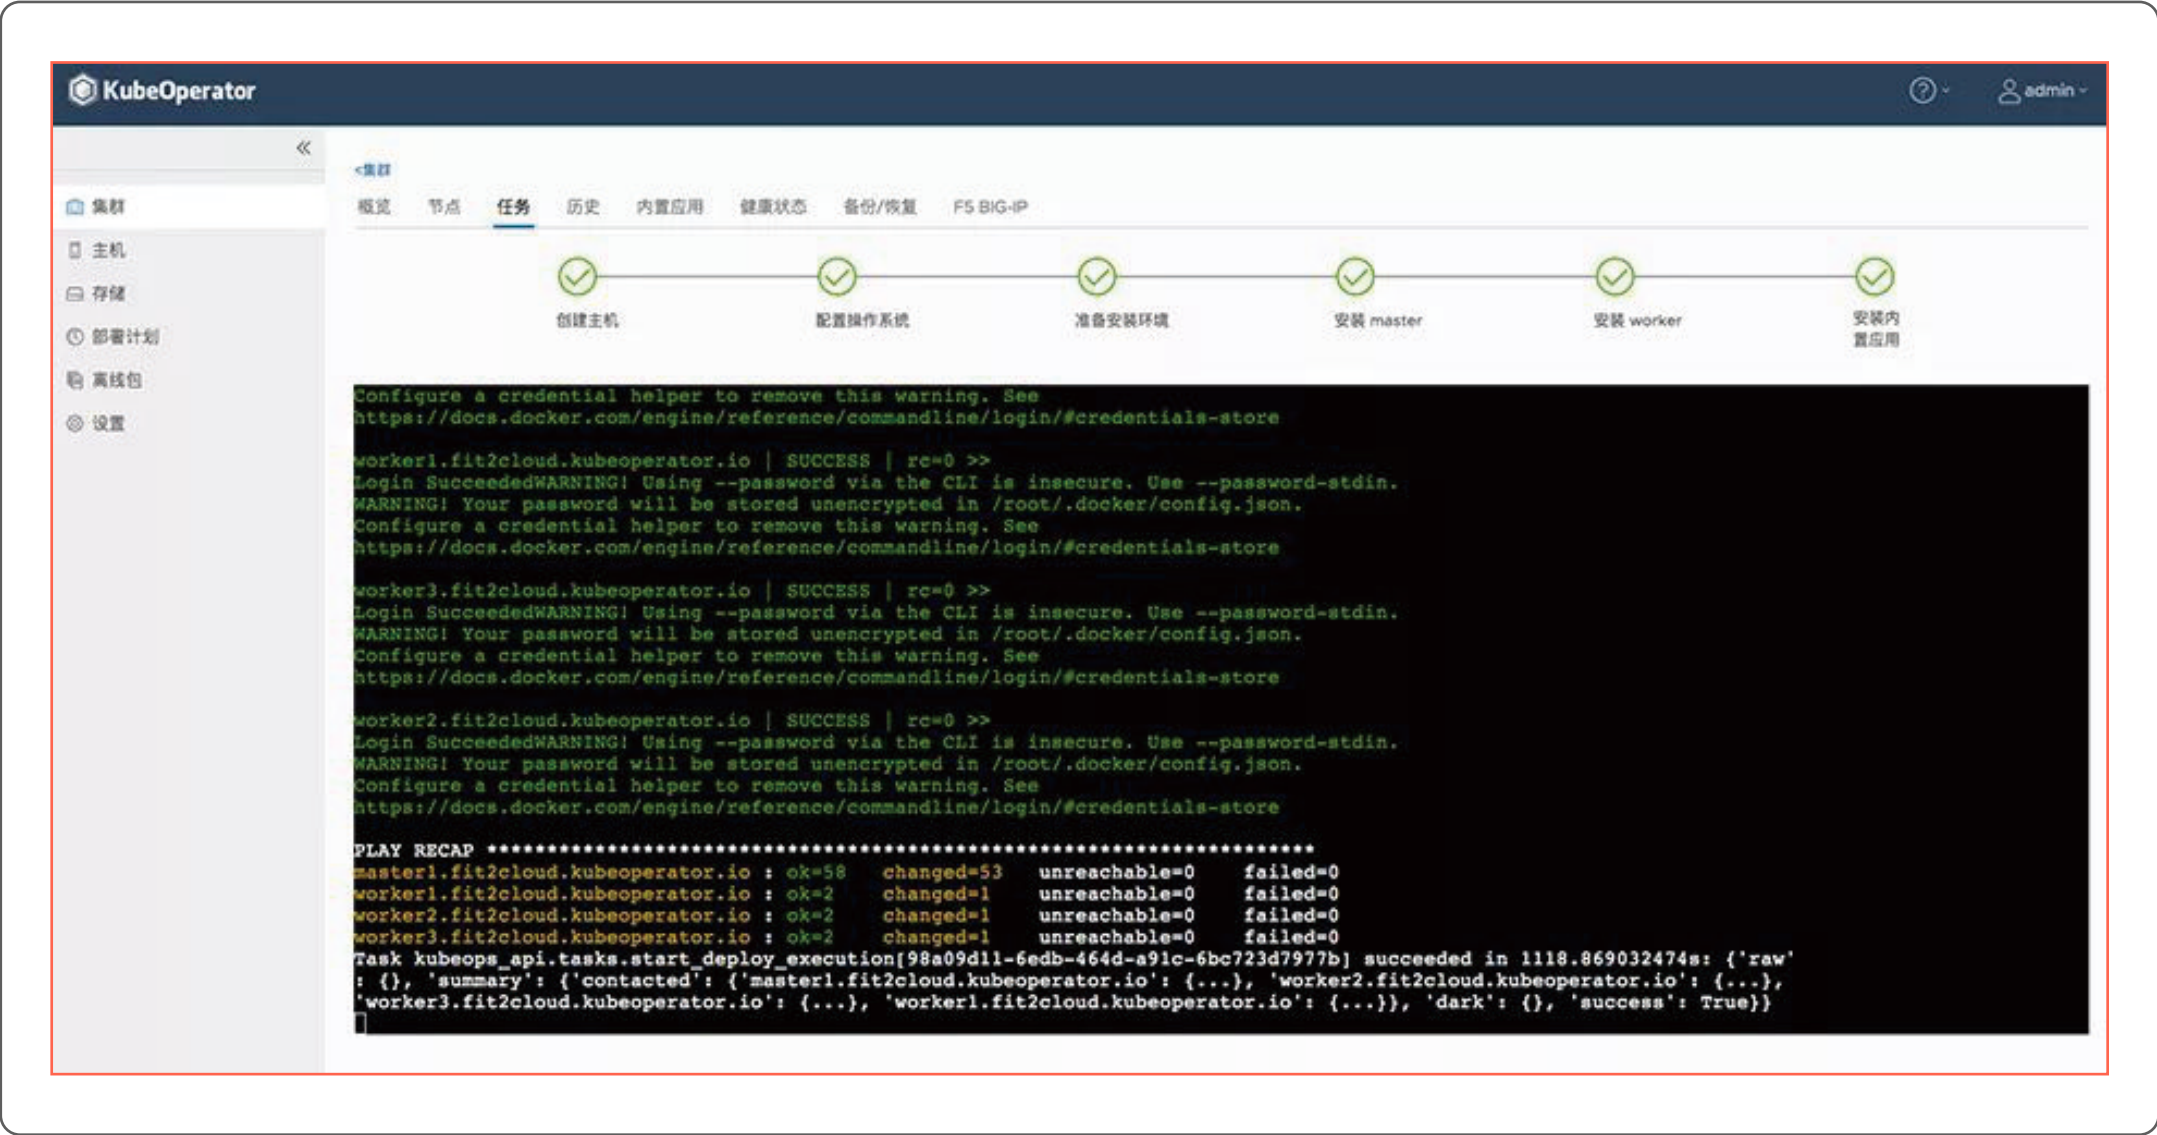 KubeOperator
admin
<集群
概览 节点 任务 历史 内置应用 健康状态 备份/恢复 F5 BIG-IP
集群
主机
存储
部署计划
离线包
设置
创建主机 配置操作系统 准备安装环境 安装 master 安装 worker 安装内
置应用
Configure a credential helper to remove this warning. See
https://docs.docker.com/engine/reference/commandline/login/#credentials-store
worker1.fit2cloud.kubeoperator.io | SUCCESS | rc=0 >>
Login SucceededWARNING! Using --password via the CLI is insecure. Use --password-stdin.
WARNING! Your password will be stored unencrypted in /root/.docker/config.json.
Configure a credential helper to remove this warning. See
https://docs.docker.com/engine/reference/commandline/login/#credentials-store
worker3.fit2cloud.kubeoperator.io | SUCCESS | rc=0 >>
Login SucceededWARNING! Using --password via the CLI is insecure. Use --password-stdin.
WARNING! Your password will be stored unencrypted in /root/.docker/config.json.
Configure a credential helper to remove this warning. See
https://docs.docker.com/engine/reference/commandline/login/#credentials-store
worker2.fit2cloud.kubeoperator.io | SUCCESS | rc=0 >>
Login SucceededWARNING! Using --password via the CLI is insecure. Use --password-stdin.
WARNING! Your password will be stored unencrypted in /root/.docker/config.json.
Configure a credential helper to remove this warning. See
https://docs.docker.com/engine/reference/commandline/login/#credentials-store
PLAY RECAP *********************************************************************
master1.fit2cloud.kubeoperator.io : ok=58 changed=53 unreachable=0 failed=0
worker1.fit2cloud.kubeoperator.io : ok=2 changed=1 unreachable=0 failed=0
worker2.fit2cloud.kubeoperator.io : ok=2 changed=1 unreachable=0 failed=0
worker3.fit2cloud.kubeoperator.io : ok=2 changed=1 unreachable=0 failed=0
Task kubeops_api.tasks.start_deploy_execution[98a09d11-6edb-464d-a91c-6bc723d7977b] succeeded in 1118.869032474s: {'raw'
: {}, 'summary': {'contacted': {'master1.fit2cloud.kubeoperator.io': {...}, 'worker2.fit2cloud.kubeoperator.io': {...},
'worker3.fit2cloud.kubeoperator.io': {...}, 'worker1.fit2cloud.kubeoperator.io': {...}}, 'dark': {}, 'success': True}}